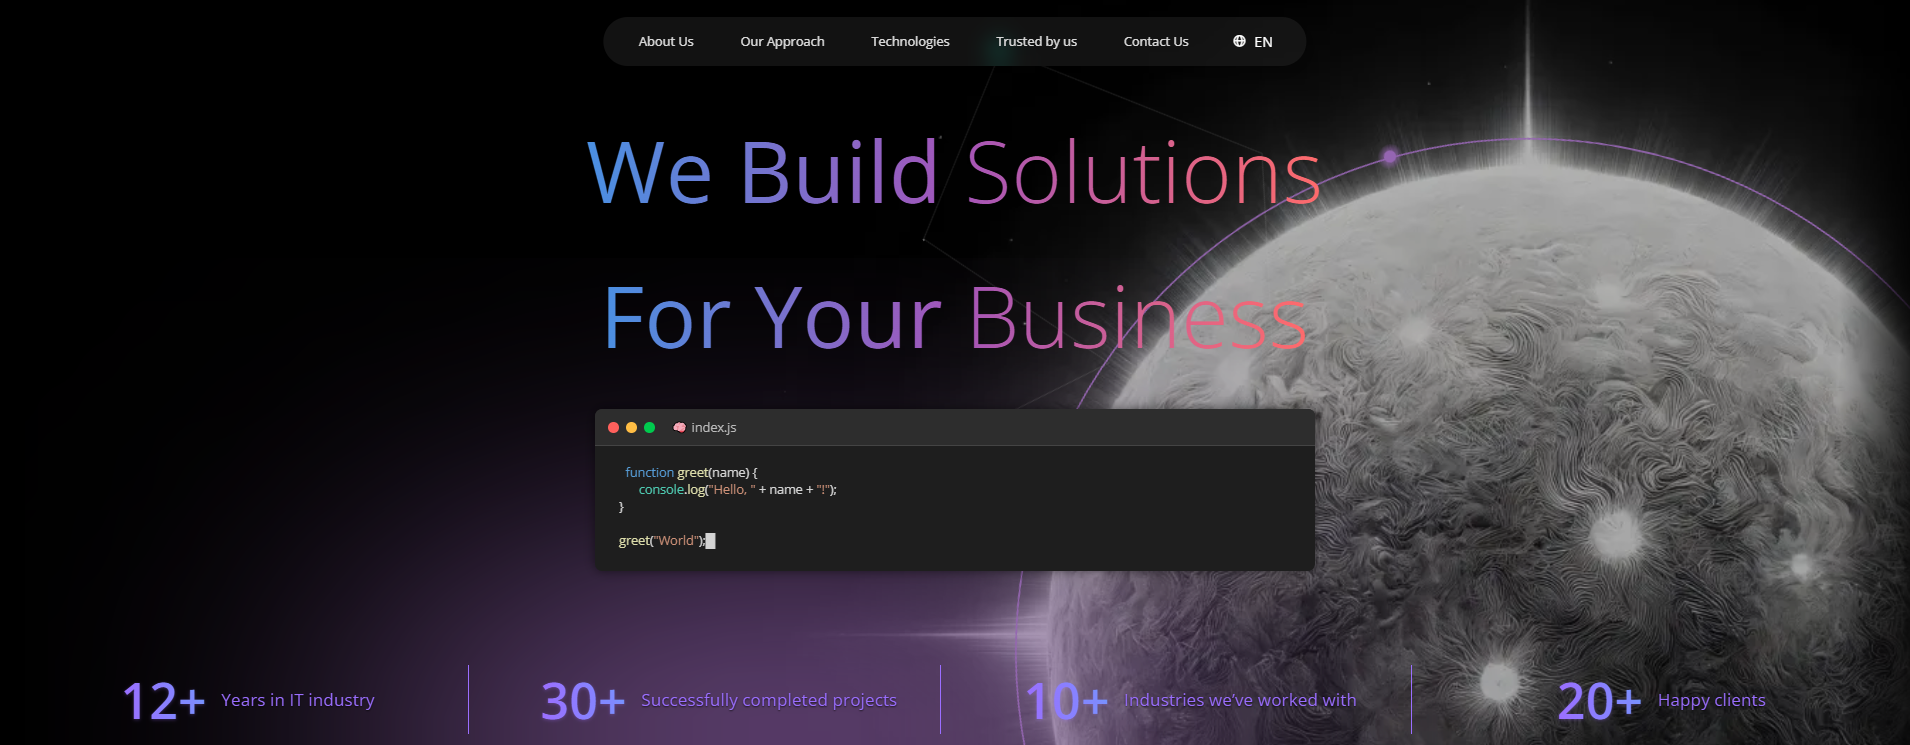 About Us Our Approach Technologies Trusted by us Contact Us EN
We Build Solutions
For Your Business
index.js
function greet(name) {
console.log("Hello, " + name + "!");
}
greet("World");
12+ Years in IT industry 30+ Successfully completed projects 10+ Industries we’ve worked with 20+ Happy clients